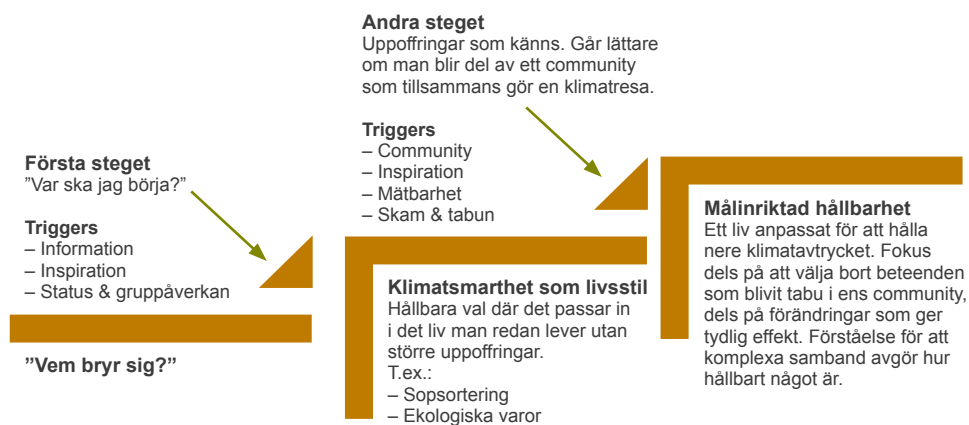 Första steget
”Var ska jag börja?”
Triggers
– Information
– Inspiration
– Status & gruppåverkan
”Vem bryr sig?”
Andra steget
Uppoffringar som känns. Går lättare
om man blir del av ett community
som tillsammans gör en klimatresa.
Triggers
– Community
– Inspiration
– Mätbarhet
– Skam & tabun
Klimatsmarthet som livsstil
Hållbara val där det passar in
i det liv man redan lever utan
större uppoffringar.
T.ex.:
– Sopsortering
– Ekologiska varor
Målinriktad hållbarhet
Ett liv anpassat för att hålla
nere klimatavtrycket. Fokus
dels på att välja bort beteenden
som blivit tabu i ens community,
dels på förändringar som ger
tydlig effekt. Förståelse för att
komplexa samband avgör hur
hållbart något är.